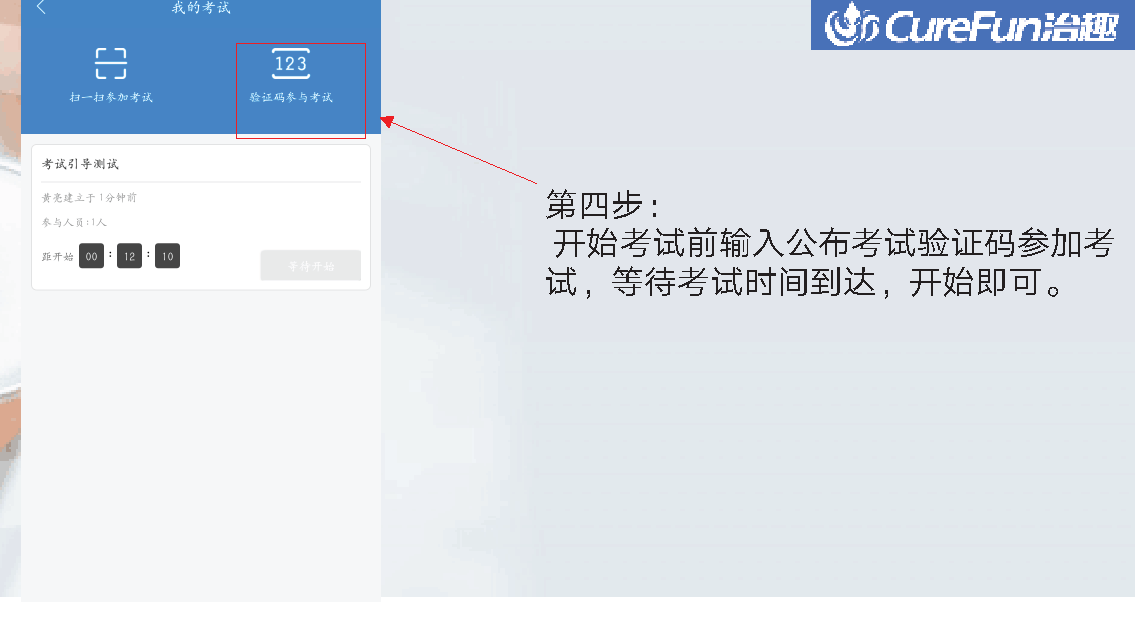 我的考试
CureFun治趣
123
扫一扫参加考试
验证码参与考试
考试引导测试
黄亮建立于1分钟前
参与人员:1人
距开始 00 : 12 : 10
等待开始
第四步：
开始考试前输入公布考试验证码参加考
试，等待考试时间到达，开始即可。